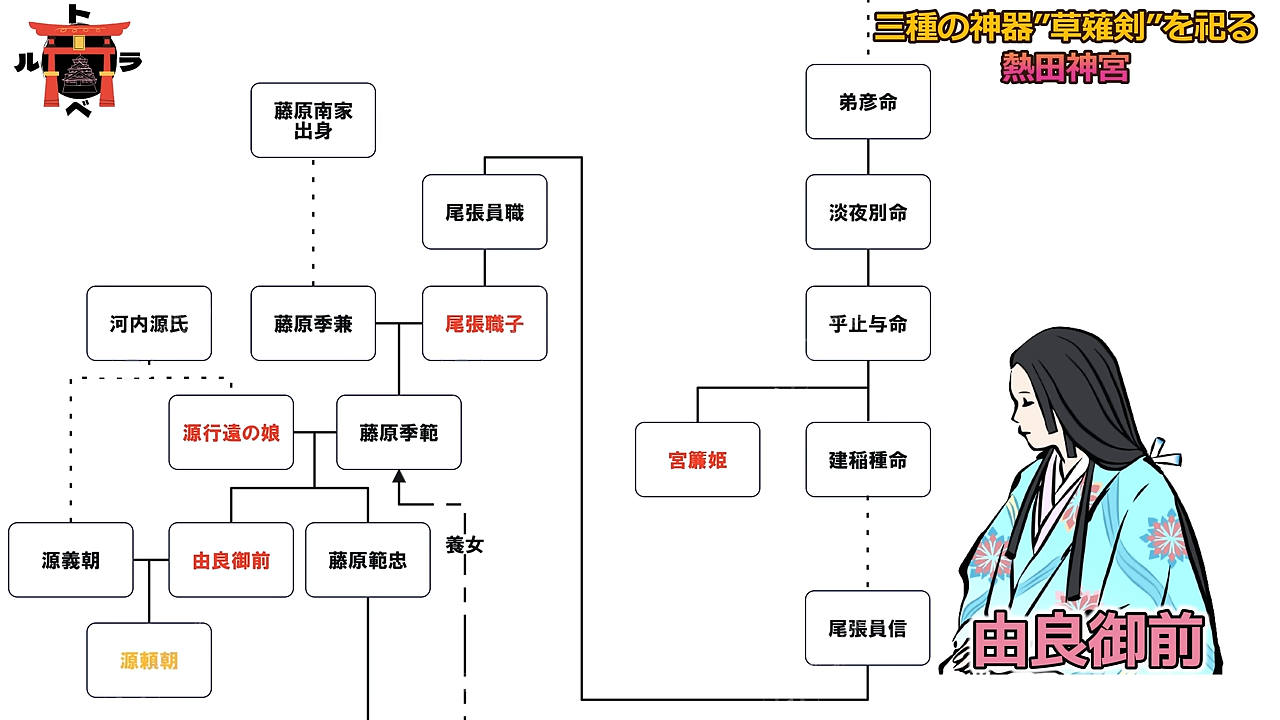 トラベル
三種の神器”草薙剣”を祀る
熱田神宮
藤原南家
出身
弟彦命
尾張員職
淡夜別命
河内源氏
藤原季兼
尾張職子
乎止与命
源行遠の娘
藤原季範
宮簾姫
建稲種命
養女
源義朝
由良御前
藤原範忠
尾張員信
源頼朝
由良御前